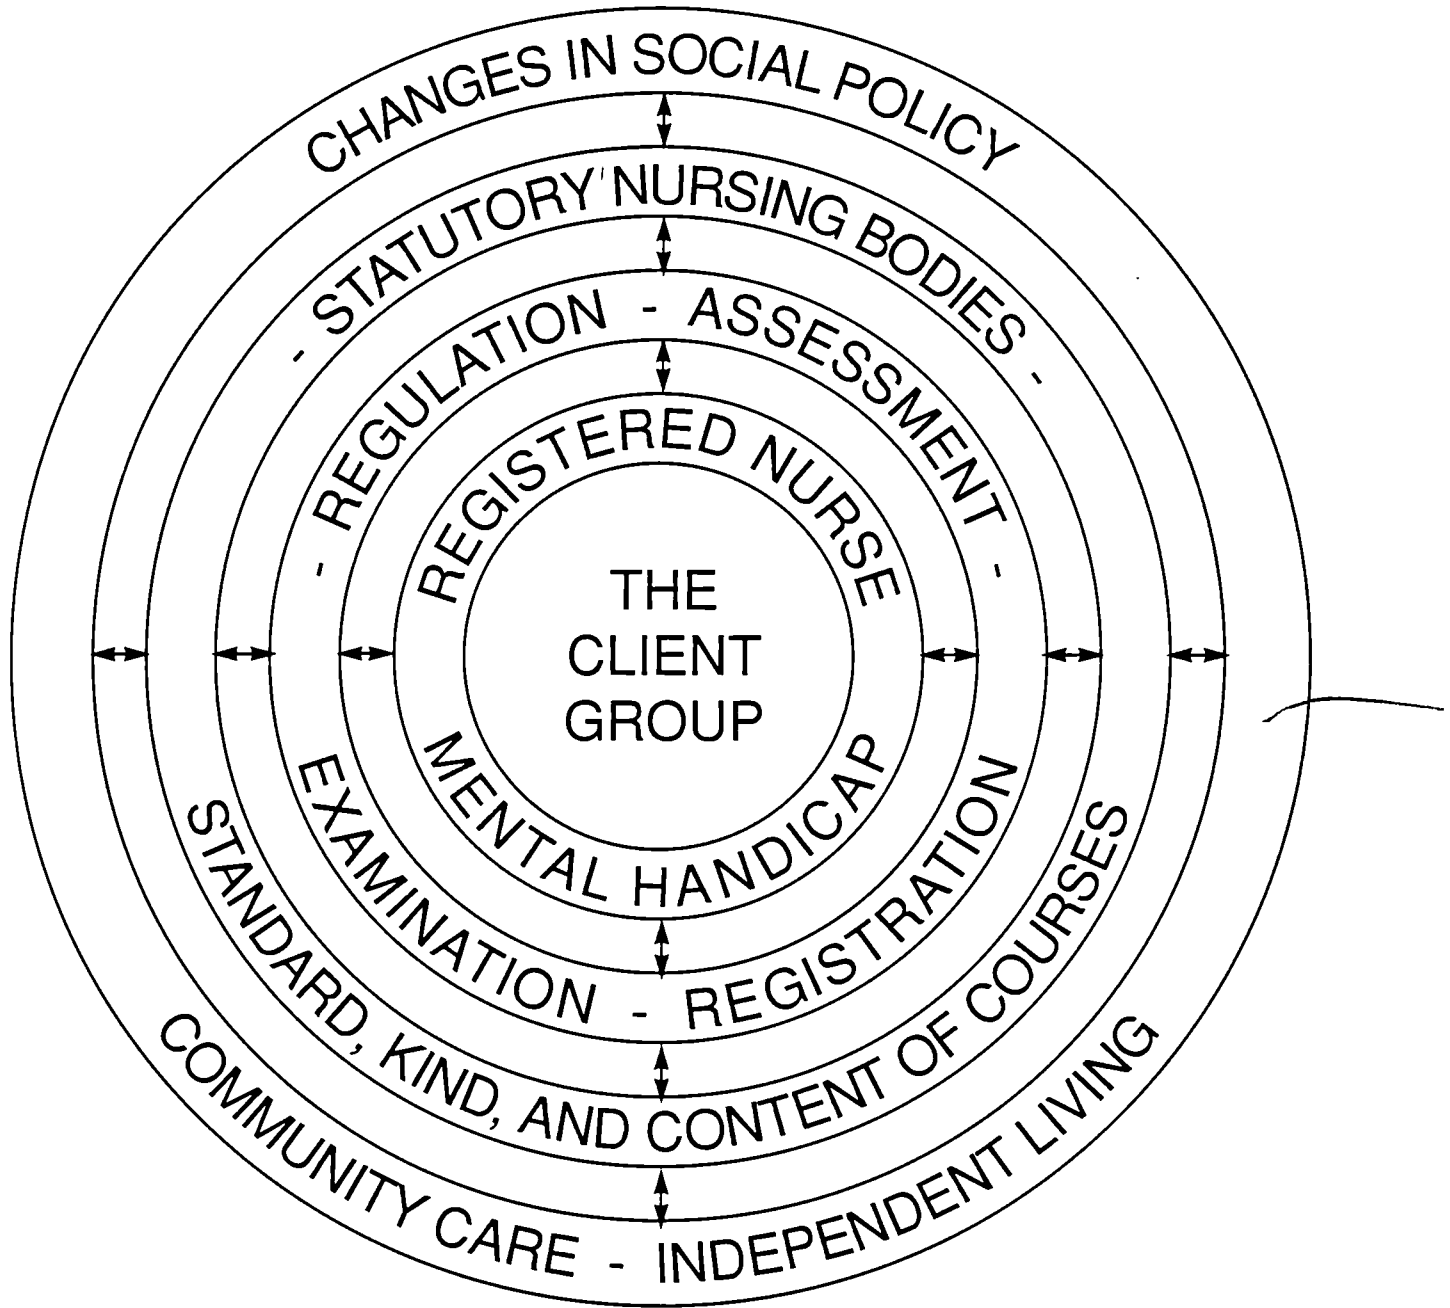 CHANGES IN SOCIAL POLICY
- STATUTORY NURSING BODIES -
- REGULATION - ASSESSMENT -
REGISTERED NURSE
THE
CLIENT
GROUP
MENTAL HANDICAP
EXAMINATION - REGISTRATION
STANDARD, KIND, AND CONTENT OF COURSES
COMMUNITY CARE - INDEPENDENT LIVING